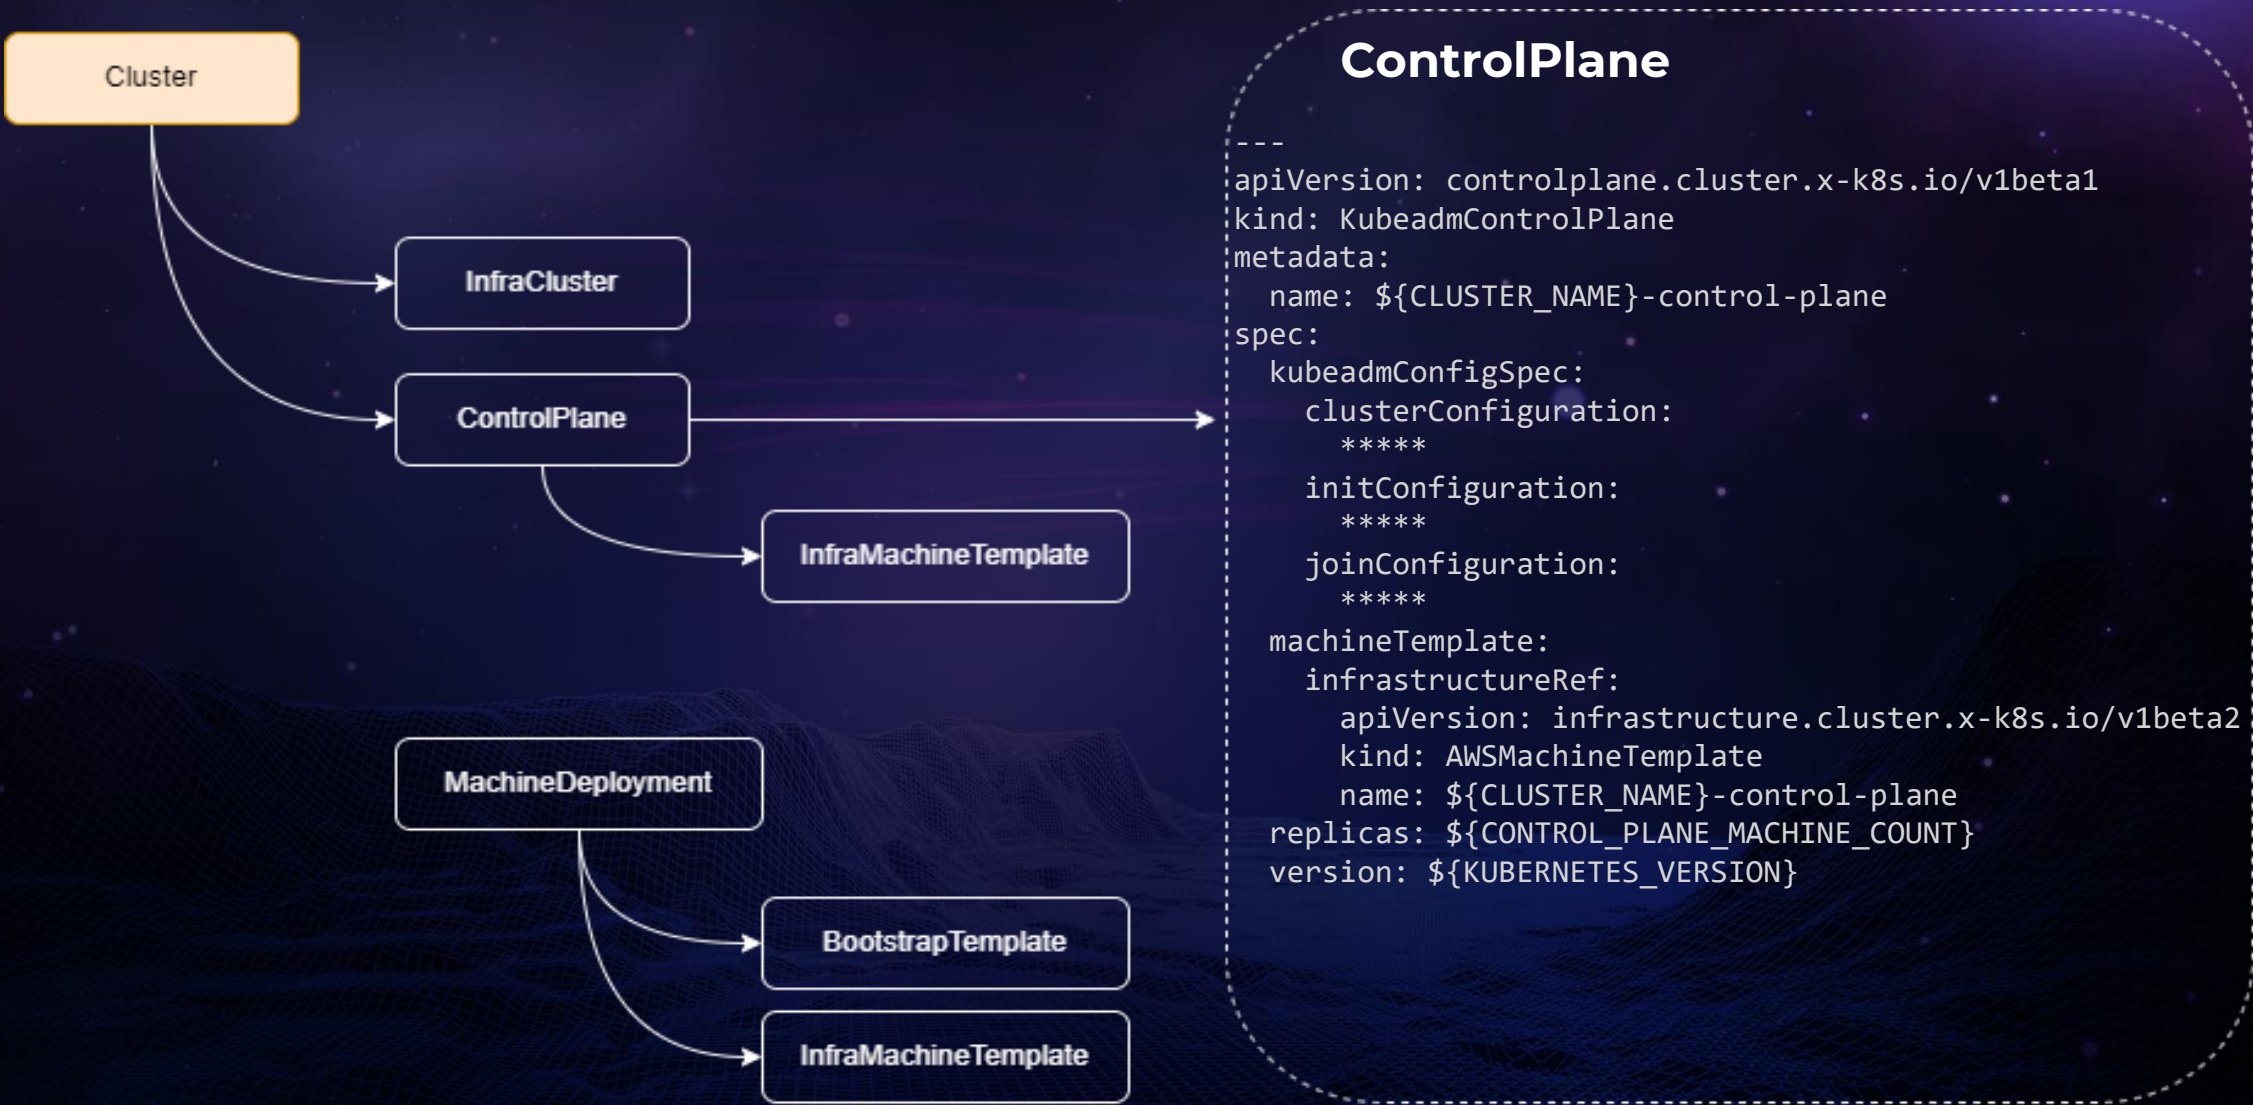 Cluster
InfraCluster
ControlPlane
InfraMachineTemplate
MachineDeployment
BootstrapTemplate
InfraMachineTemplate
ControlPlane
---
apiVersion: controlplane.cluster.x-k8s.io/v1beta1
kind: KubeadmControlPlane
metadata:
  name: ${CLUSTER_NAME}-control-plane
spec:
  kubeadmConfigSpec:
    clusterConfiguration:
      *****
    initConfiguration:
      *****
    joinConfiguration:
      *****
  machineTemplate:
    infrastructureRef:
      apiVersion: infrastructure.cluster.x-k8s.io/v1beta2
      kind: AWSMachineTemplate
      name: ${CLUSTER_NAME}-control-plane
  replicas: ${CONTROL_PLANE_MACHINE_COUNT}
  version: ${KUBERNETES_VERSION}